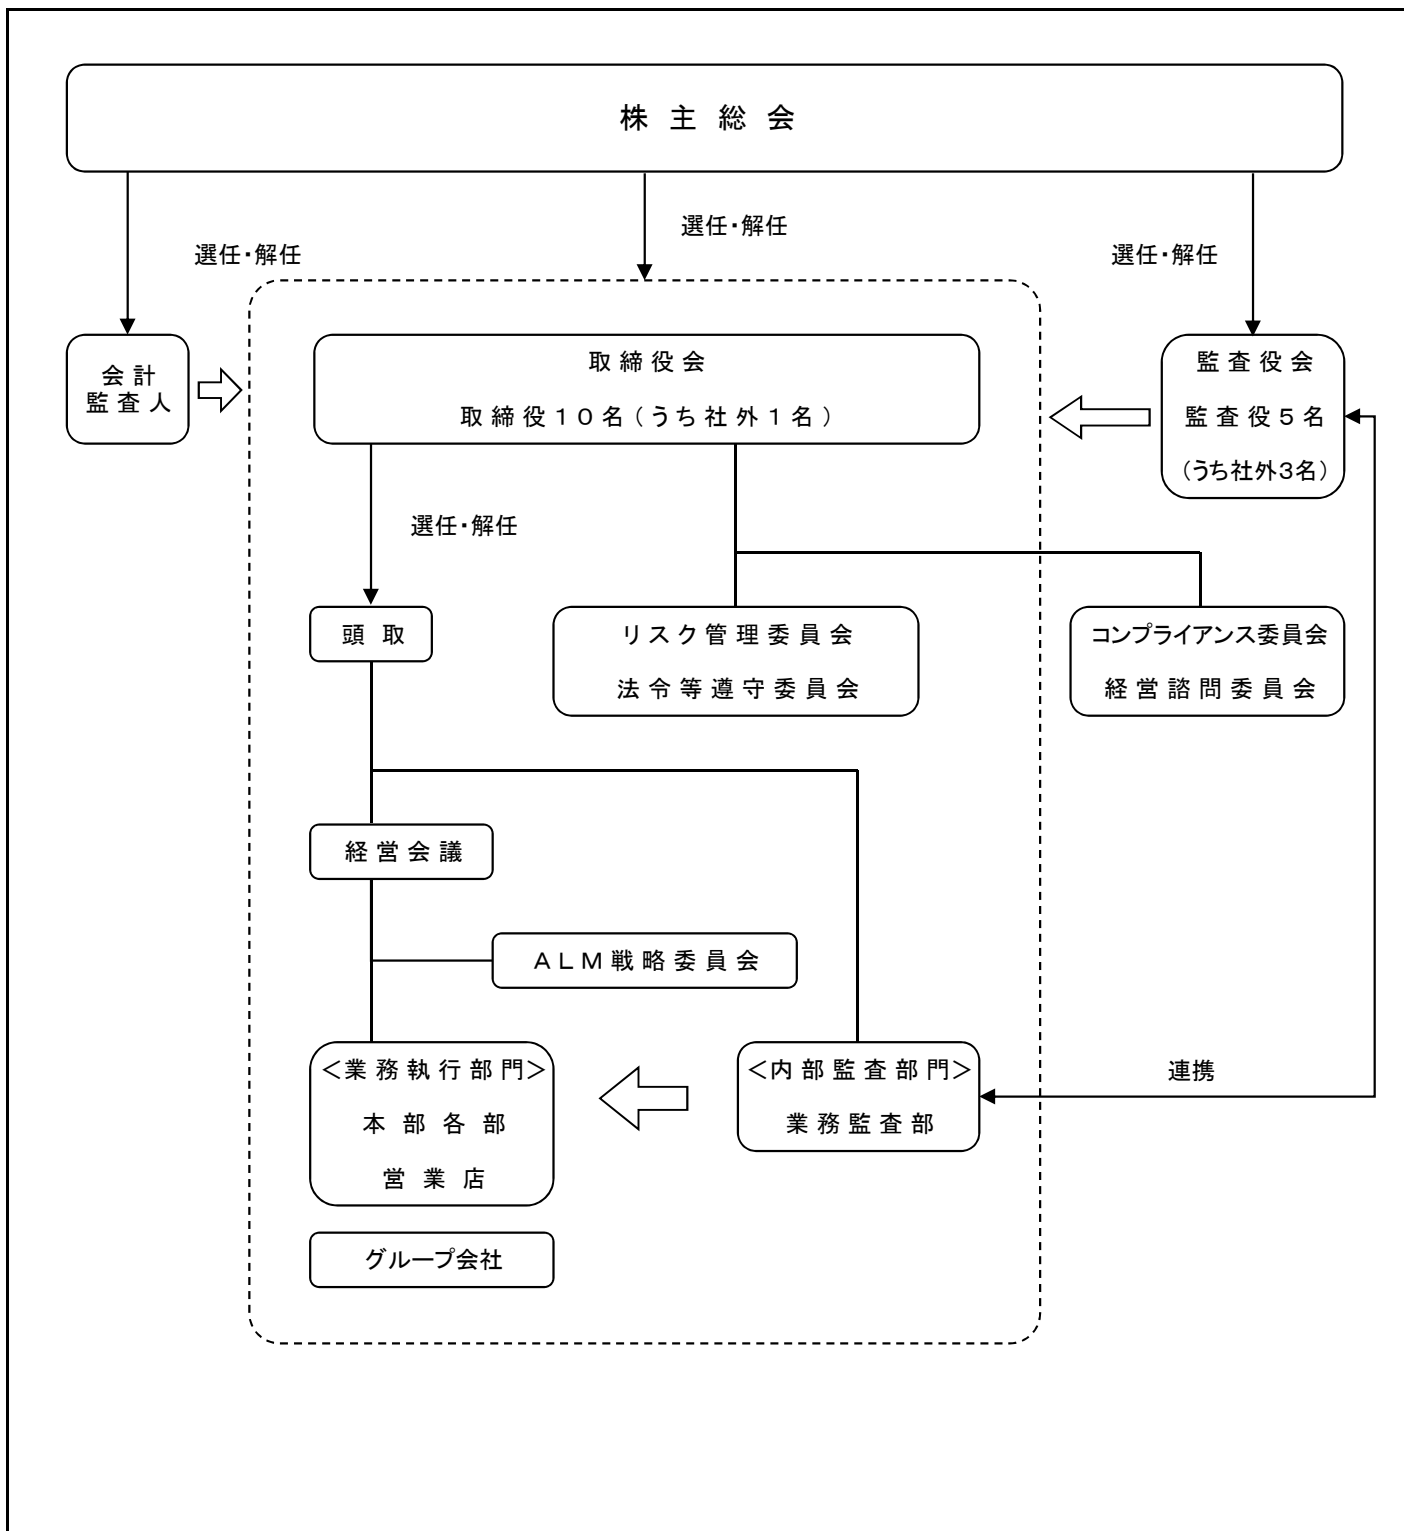 株主総会
選任・解任
選任・解任
選任・解任
会計
監査人
取締役会
取締役10名(うち社外1名)
監査役会
監査役5名
(うち社外3名)
選任・解任
頭取
リスク管理委員会
法令等遵守委員会
コンプライアンス委員会
経営諮問委員会
経営会議
ALM戦略委員会
<業務執行部門>
本部各部
営業店
<内部監査部門>
業務監査部
連携
グループ会社